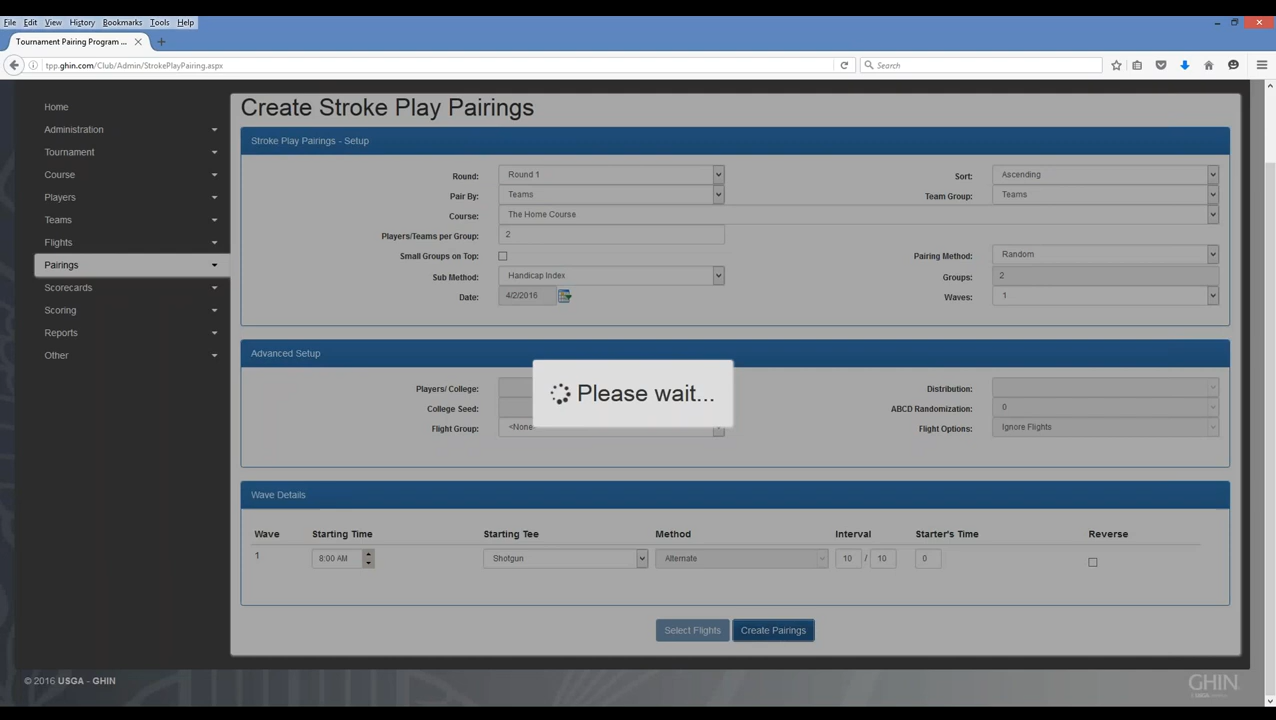 File Edit View History Bookmarks Tools Help
Tournament Pairing Program ...
tpp.ghin.com/Club/Admin/StrokePlayPairing.aspx Search
Home
Administration
Tournament
Course
Players
Teams
Flights
Pairings
Scorecards
Scoring
Reports
Other
Create Stroke Play Pairings
Stroke Play Pairings - Setup
Round: Round 1 Sort: Ascending
Pair By: Teams Team Group: Teams
Course: The Home Course
Players/Teams per Group: 2
Small Groups on Top: Pairing Method: Random
Sub Method: Handicap Index Groups: 2
Date: 4/2/2016 Waves: 1
Advanced Setup
Players/ College: Distribution:
College Seed: ABCD Randomization: 0
Flight Group: <None Flight Options: Ignore Flights
Please wait...
Wave Details
Wave Starting Time Starting Tee Method Interval Starter's Time Reverse
1 8:00 AM Shotgun Alternate 10 / 10 0
Select Flights Create Pairings
© 2016 USGA - GHIN
GHIN